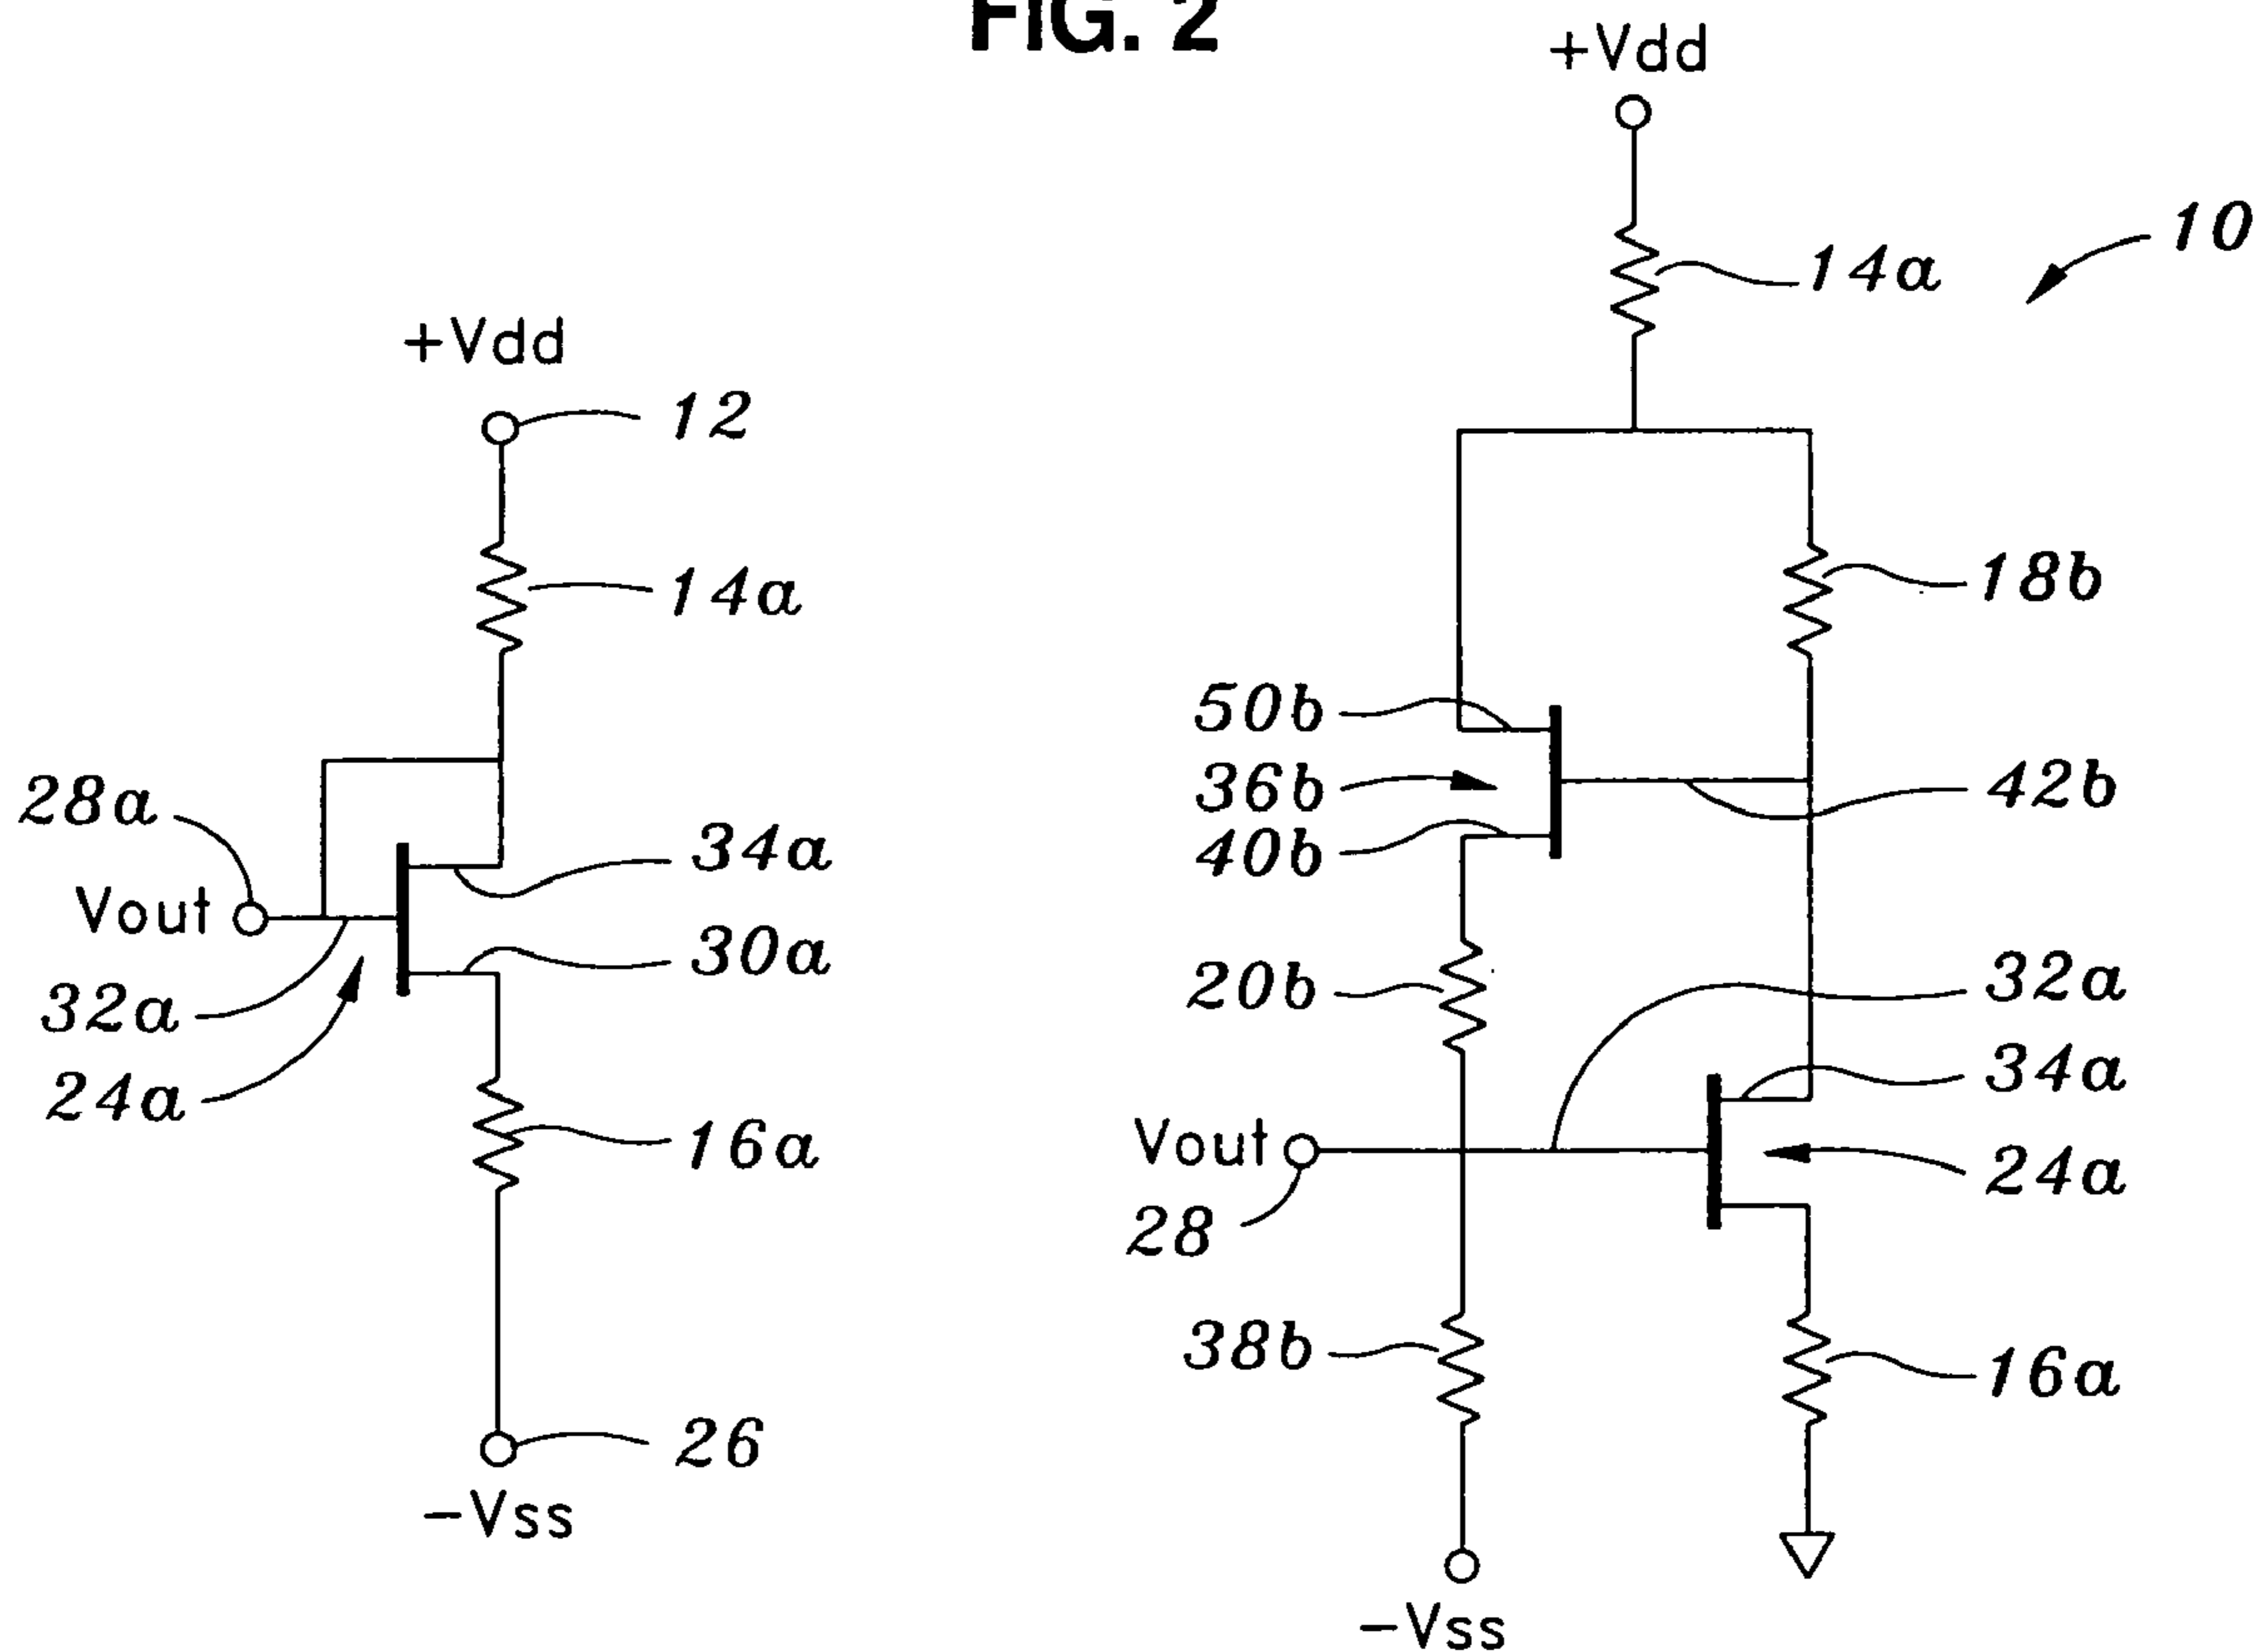 FIG. 2
+Vdd
12
14a
28a
Vout
34a
30a
32a
24a
16a
26
-Vss
+Vdd
10
14a
18b
50b
36b
42b
40b
20b
32a
34a
Vout
24a
28
38b
16a
-Vss